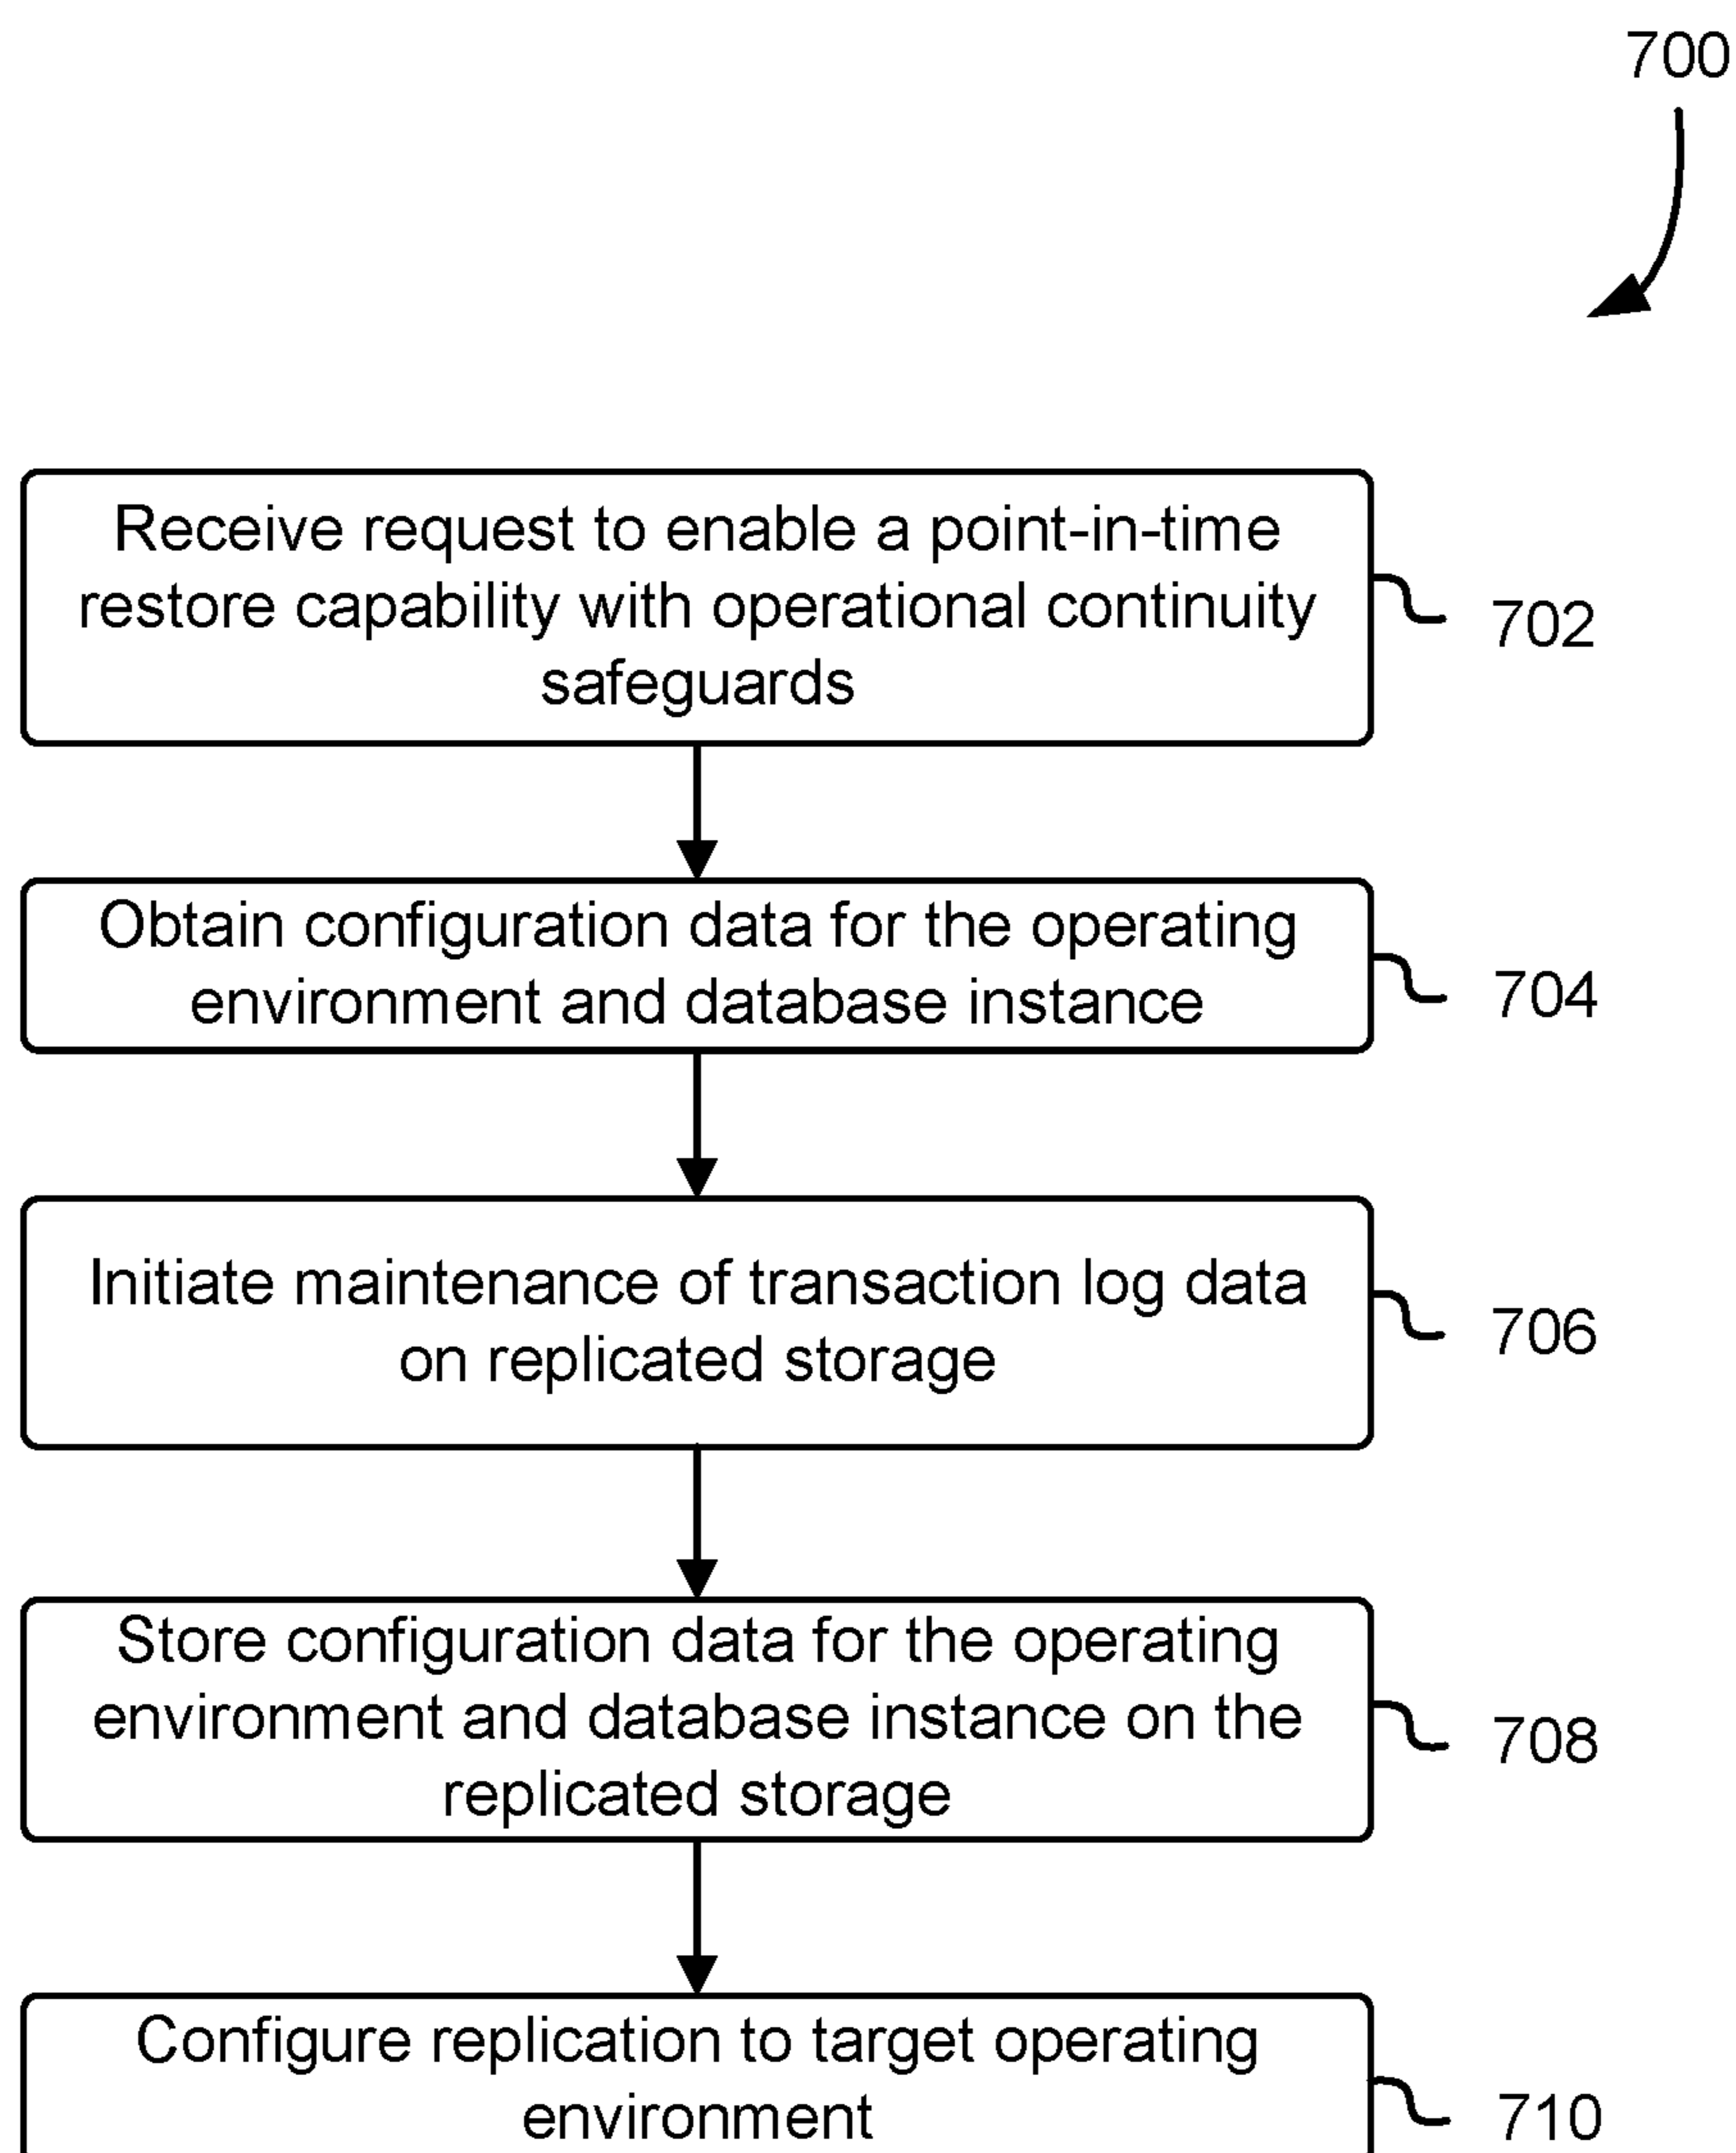 700
Receive request to enable a point-in-time
restore capability with operational continuity
safeguards
702
Obtain configuration data for the operating
environment and database instance
704
Initiate maintenance of transaction log data
on replicated storage
706
Store configuration data for the operating
environment and database instance on the
replicated storage
708
Configure replication to target operating
environment
710